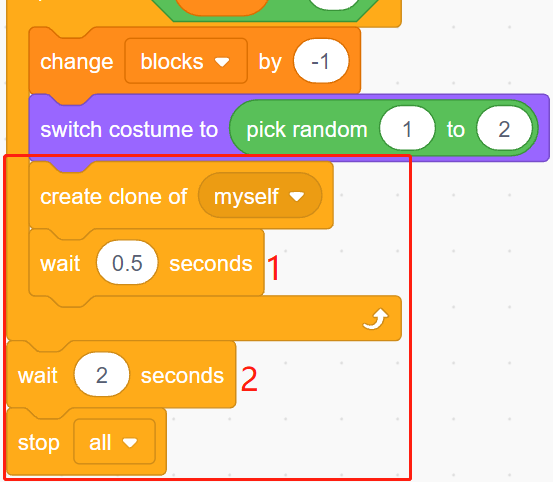 change blocks by -1
switch costume to pick random 1 to 2
create clone of myself
wait 0.5 seconds 1
wait 2 seconds 2
stop all